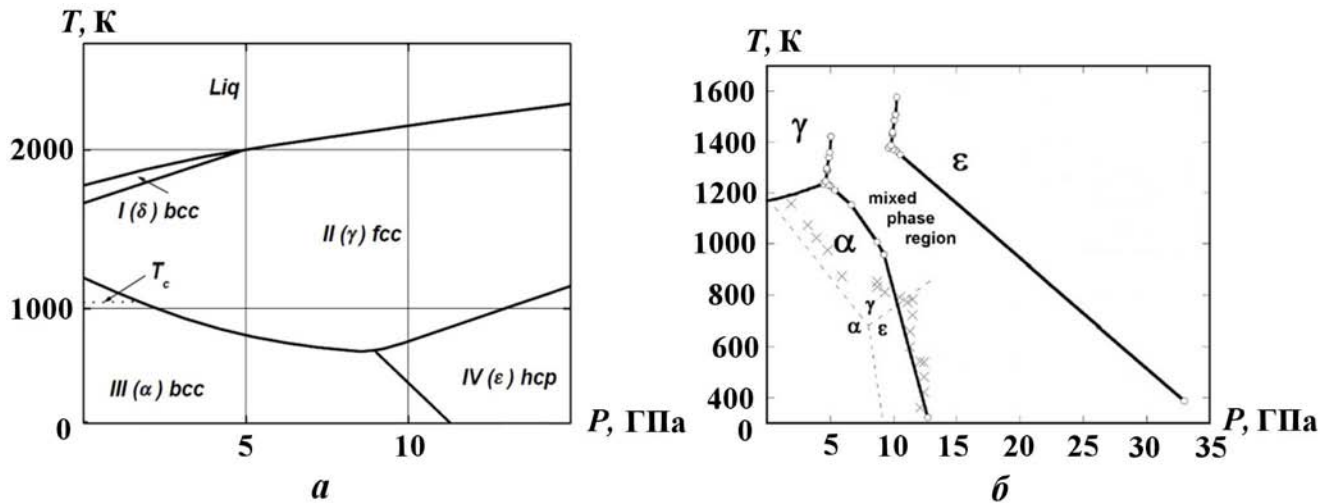 T, К
Liq
2000
I (δ) bcc
II (γ) fcc
T_c
1000
III (α) bcc
IV (ε) hcp
0
5
10
P, ГПа
а
T, К
1600
1400
1200
1000
800
600
400
0
γ
ε
mixed
phase
region
α
γ
α ε
5 10 15 20 25 30 35
P, ГПа
б